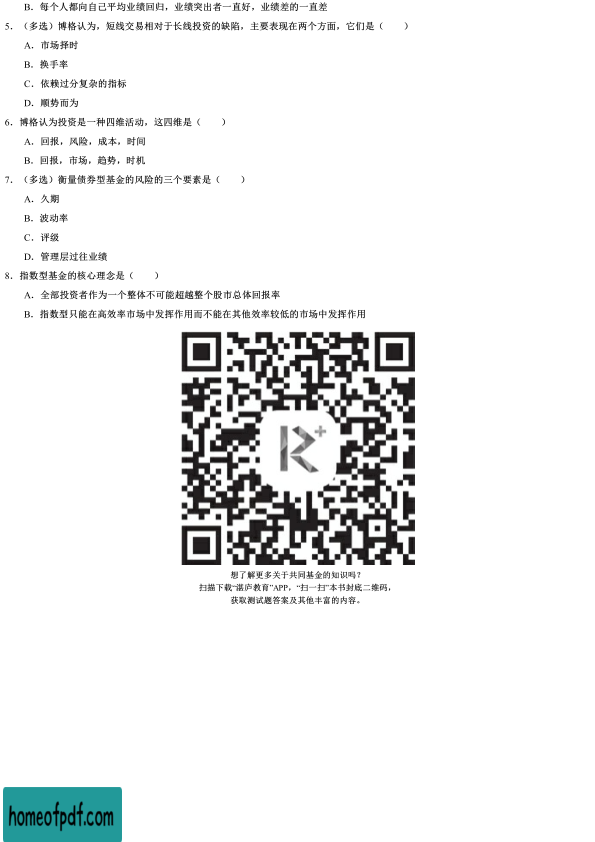 B．每个人都向自己平均业绩回归，业绩突出者一直好，业绩差的一直差
5．（多选）博格认为，短线交易相对于长线投资的缺陷，主要表现在两个方面，它们是（　　）
A．市场择时
B．换手率
C．依赖过分复杂的指标
D．顺势而为
6．博格认为投资是一种四维活动，这四维是（　　）
A．回报，风险，成本，时间
B．回报，市场，趋势，时机
7．（多选）衡量债券型基金的风险的三个要素是（　　）
A．久期
B．波动率
C．评级
D．管理层过往业绩
8．指数型基金的核心理念是（　　）
A．全部投资者作为一个整体不可能超越整个股市总体回报率
B．指数型只能在高效率市场中发挥作用而不能在其他效率较低的市场中发挥作用
R+
想了解更多关于共同基金的知识吗？
扫描下载“湛庐教育”APP，“扫一扫”本书封底二维码，
获取测试题答案及其他丰富的内容。
homeofpdf.com